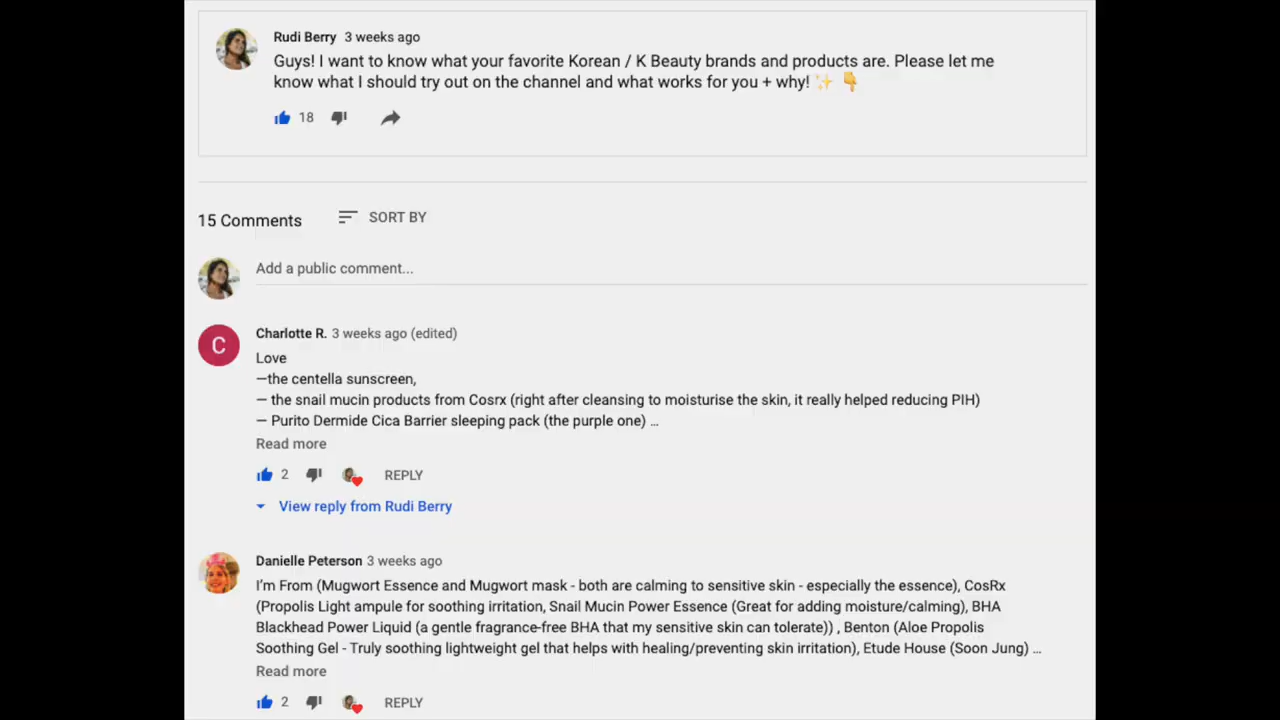 Rudi Berry 3 weeks ago
Guys! I want to know what your favorite Korean / K Beauty brands and products are. Please let me
know what I should try out on the channel and what works for you + why! ✨ 👇
18
15 Comments SORT BY
Add a public comment...
C
Charlotte R. 3 weeks ago (edited)
Love
—the centella sunscreen,
— the snail mucin products from Cosrx (right after cleansing to moisturise the skin, it really helped reducing PIH)
— Purito Dermide Cica Barrier sleeping pack (the purple one) ...
Read more
2 REPLY
View reply from Rudi Berry
Danielle Peterson 3 weeks ago
I'm From (Mugwort Essence and Mugwort mask - both are calming to sensitive skin - especially the essence), CosRx
(Propolis Light ampule for soothing irritation, Snail Mucin Power Essence (Great for adding moisture/calming), BHA
Blackhead Power Liquid (a gentle fragrance-free BHA that my sensitive skin can tolerate)) , Benton (Aloe Propolis
Soothing Gel - Truly soothing lightweight gel that helps with healing/preventing skin irritation), Etude House (Soon Jung) ...
Read more
2 REPLY